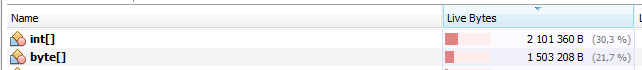 Name Live Bytes
int[] 2 101 360 B (30,3 %)
byte[] 1 503 208 B (21,7 %)